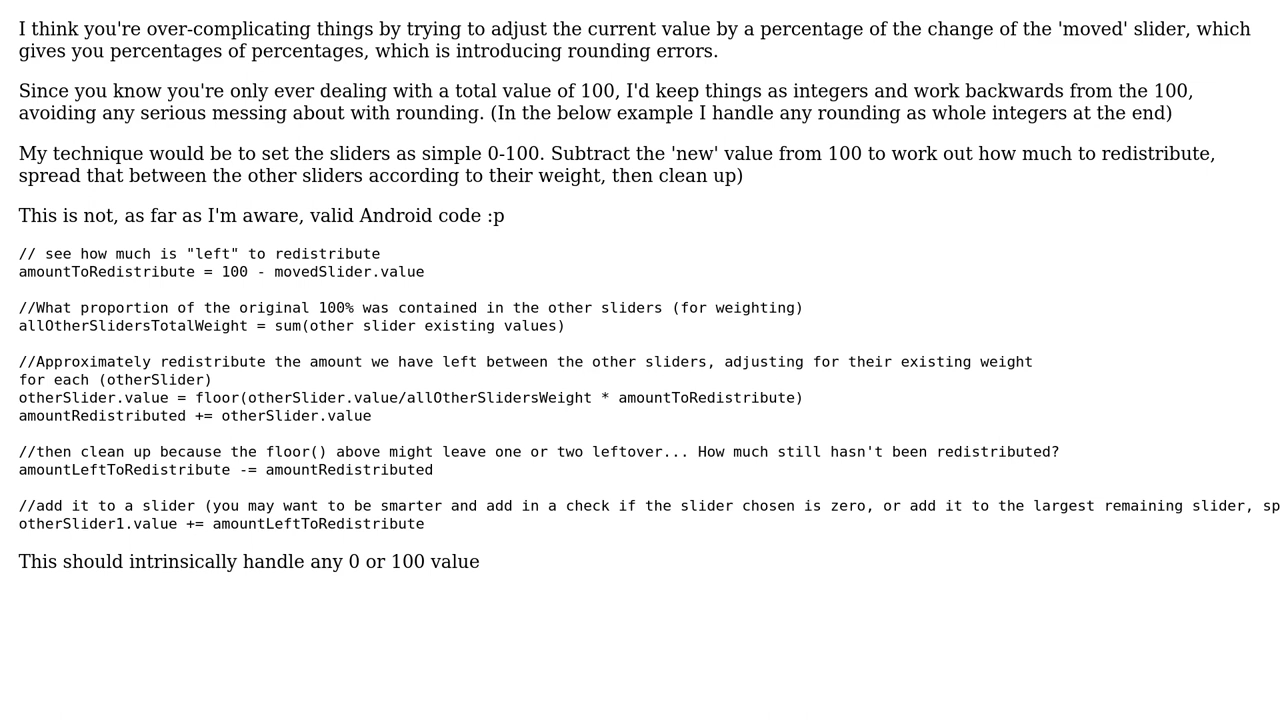 I think you're over-complicating things by trying to adjust the current value by a percentage of the change of the 'moved' slider, which
gives you percentages of percentages, which is introducing rounding errors.
Since you know you're only ever dealing with a total value of 100, I'd keep things as integers and work backwards from the 100,
avoiding any serious messing about with rounding. (In the below example I handle any rounding as whole integers at the end)
My technique would be to set the sliders as simple 0-100. Subtract the 'new' value from 100 to work out how much to redistribute,
spread that between the other sliders according to their weight, then clean up)
This is not, as far as I'm aware, valid Android code :p
// see how much is "left" to redistribute
amountToRedistribute = 100 - movedSlider.value
//What proportion of the original 100% was contained in the other sliders (for weighting)
allOtherSlidersTotalWeight = sum(other slider existing values)
//Approximately redistribute the amount we have left between the other sliders, adjusting for their existing weight
for each (otherSlider)
otherSlider.value = floor(otherSlider.value/allOtherSlidersWeight * amountToRedistribute)
amountRedistributed += otherSlider.value
//then clean up because the floor() above might leave one or two leftover... How much still hasn't been redistributed?
amountLeftToRedistribute -= amountRedistributed
//add it to a slider (you may want to be smarter and add in a check if the slider chosen is zero, or add it to the largest remaining slider, sp
otherSlider1.value += amountLeftToRedistribute
This should intrinsically handle any 0 or 100 value